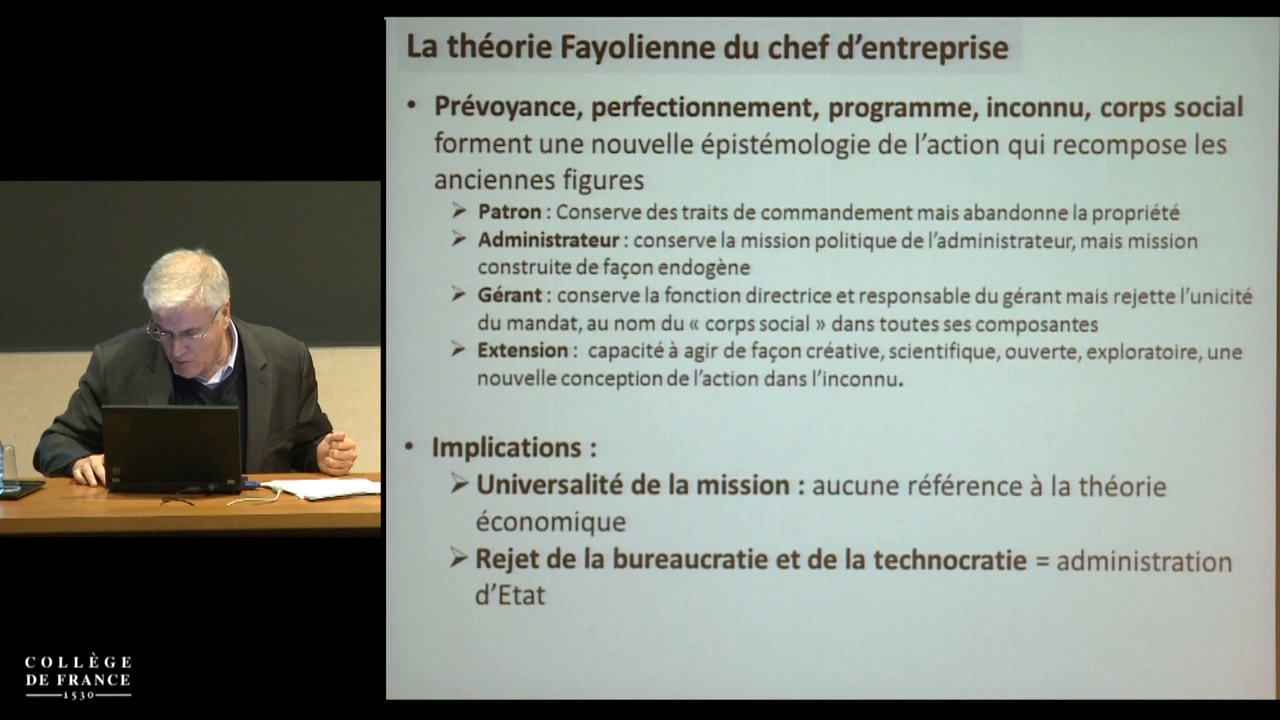 La théorie Fayolienne du chef d'entreprise
• Prévoyance, perfectionnement, programme, inconnu, corps social
forment une nouvelle épistémologie de l'action qui recompose les
anciennes figures
➢ Patron : Conserve des traits de commandement mais abandonne la propriété
➢ Administrateur : conserve la mission politique de l'administrateur, mais mission
construite de façon endogène
➢ Gérant : conserve la fonction directrice et responsable du gérant mais rejette l'unicité
du mandat, au nom du « corps social » dans toutes ses composantes
➢ Extension : capacité à agir de façon créative, scientifique, ouverte, exploratoire, une
nouvelle conception de l'action dans l'inconnu.
• Implications :
➢ Universalité de la mission : aucune référence à la théorie
économique
➢ Rejet de la bureaucratie et de la technocratie = administration
d'Etat
COLLÈGE
DE FRANCE
1530